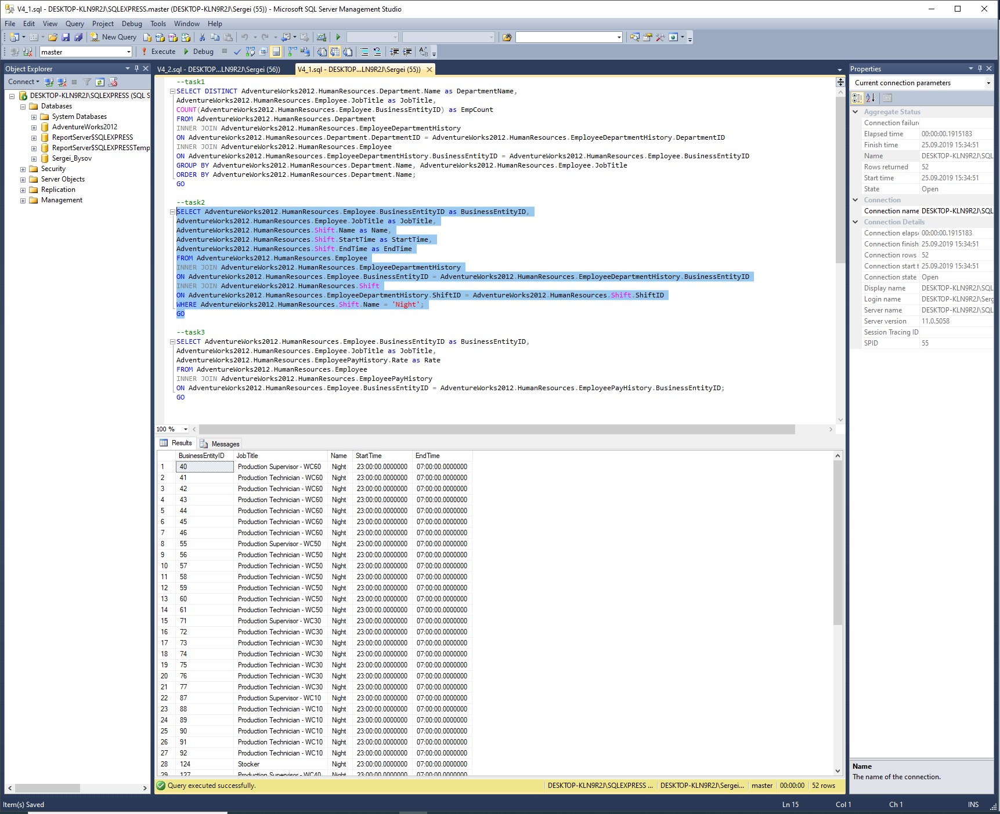 V4_1.sql - DESKTOP-KLN9R2J\SQLEXPRESS.master (DESKTOP-KLN9R2J\Sergei (55)) - Microsoft SQL Server Management Studio
File Edit View Query Project Debug Tools Window Help
New Query
master Execute Debug
Object Explorer
Connect
DESKTOP-KLN9R2J\SQLEXPRESS (SQL S
Databases
System Databases
AdventureWorks2012
ReportServer$SQLEXPRESS
ReportServer$SQLEXPRESSTemp
Sergei_Bysov
Security
Server Objects
Replication
Management
V4_2.sql - DESKTOP...LN9R2J\Sergei (56)) V4_1.sql - DESKTOP...LN9R2J\Sergei (55))
--task1
SELECT DISTINCT AdventureWorks2012.HumanResources.Department.Name as DepartmentName,
AdventureWorks2012.HumanResources.Employee.JobTitle as JobTitle,
COUNT(AdventureWorks2012.HumanResources.Employee.BusinessEntityID) as EmpCount
FROM AdventureWorks2012.HumanResources.Department
INNER JOIN AdventureWorks2012.HumanResources.EmployeeDepartmentHistory
ON AdventureWorks2012.HumanResources.Department.DepartmentID = AdventureWorks2012.HumanResources.EmployeeDepartmentHistory.DepartmentID
INNER JOIN AdventureWorks2012.HumanResources.Employee
ON AdventureWorks2012.HumanResources.EmployeeDepartmentHistory.BusinessEntityID = AdventureWorks2012.HumanResources.Employee.BusinessEntityID
GROUP BY AdventureWorks2012.HumanResources.Department.Name, AdventureWorks2012.HumanResources.Employee.JobTitle
ORDER BY AdventureWorks2012.HumanResources.Department.Name;
GO
--task2
SELECT AdventureWorks2012.HumanResources.Employee.BusinessEntityID as BusinessEntityID,
AdventureWorks2012.HumanResources.Employee.JobTitle as JobTitle,
AdventureWorks2012.HumanResources.Shift.Name as Name,
AdventureWorks2012.HumanResources.Shift.StartTime as StartTime,
AdventureWorks2012.HumanResources.Shift.EndTime as EndTime
FROM AdventureWorks2012.HumanResources.Employee
INNER JOIN AdventureWorks2012.HumanResources.EmployeeDepartmentHistory
ON AdventureWorks2012.HumanResources.Employee.BusinessEntityID = AdventureWorks2012.HumanResources.EmployeeDepartmentHistory.BusinessEntityID
INNER JOIN AdventureWorks2012.HumanResources.Shift
ON AdventureWorks2012.HumanResources.EmployeeDepartmentHistory.ShiftID = AdventureWorks2012.HumanResources.Shift.ShiftID
WHERE AdventureWorks2012.HumanResources.Shift.Name = 'Night';
GO
--task3
SELECT AdventureWorks2012.HumanResources.Employee.BusinessEntityID as BusinessEntityID,
AdventureWorks2012.HumanResources.Employee.JobTitle as JobTitle,
AdventureWorks2012.HumanResources.EmployeePayHistory.Rate as Rate
FROM AdventureWorks2012.HumanResources.Employee
INNER JOIN AdventureWorks2012.HumanResources.EmployeePayHistory
ON AdventureWorks2012.HumanResources.Employee.BusinessEntityID = AdventureWorks2012.HumanResources.EmployeePayHistory.BusinessEntityID;
GO
100 %
Results Messages
BusinessEntityID JobTitle Name StartTime EndTime
1 40 Production Supervisor - WC60 Night 23:00:00.0000000 07:00:00.0000000
2 41 Production Technician - WC60 Night 23:00:00.0000000 07:00:00.0000000
3 42 Production Technician - WC60 Night 23:00:00.0000000 07:00:00.0000000
4 43 Production Technician - WC60 Night 23:00:00.0000000 07:00:00.0000000
5 44 Production Technician - WC60 Night 23:00:00.0000000 07:00:00.0000000
6 45 Production Technician - WC60 Night 23:00:00.0000000 07:00:00.0000000
7 46 Production Technician - WC60 Night 23:00:00.0000000 07:00:00.0000000
8 55 Production Supervisor - WC50 Night 23:00:00.0000000 07:00:00.0000000
9 56 Production Technician - WC50 Night 23:00:00.0000000 07:00:00.0000000
10 57 Production Technician - WC50 Night 23:00:00.0000000 07:00:00.0000000
11 58 Production Technician - WC50 Night 23:00:00.0000000 07:00:00.0000000
12 59 Production Technician - WC50 Night 23:00:00.0000000 07:00:00.0000000
13 60 Production Technician - WC50 Night 23:00:00.0000000 07:00:00.0000000
14 61 Production Technician - WC50 Night 23:00:00.0000000 07:00:00.0000000
15 71 Production Supervisor - WC30 Night 23:00:00.0000000 07:00:00.0000000
16 72 Production Technician - WC30 Night 23:00:00.0000000 07:00:00.0000000
17 73 Production Technician - WC30 Night 23:00:00.0000000 07:00:00.0000000
18 74 Production Technician - WC30 Night 23:00:00.0000000 07:00:00.0000000
19 75 Production Technician - WC30 Night 23:00:00.0000000 07:00:00.0000000
20 76 Production Technician - WC30 Night 23:00:00.0000000 07:00:00.0000000
21 77 Production Technician - WC30 Night 23:00:00.0000000 07:00:00.0000000
22 87 Production Supervisor - WC10 Night 23:00:00.0000000 07:00:00.0000000
23 88 Production Technician - WC10 Night 23:00:00.0000000 07:00:00.0000000
24 89 Production Technician - WC10 Night 23:00:00.0000000 07:00:00.0000000
25 90 Production Technician - WC10 Night 23:00:00.0000000 07:00:00.0000000
26 91 Production Technician - WC10 Night 23:00:00.0000000 07:00:00.0000000
27 92 Production Technician - WC10 Night 23:00:00.0000000 07:00:00.0000000
28 124 Stocker Night 23:00:00.0000000 07:00:00.0000000
29 127 Production Supervisor - WC40 Night 23:00:00.0000000 07:00:00.0000000
Query executed successfully. DESKTOP-KLN9R2J\SQLEXPRESS ... DESKTOP-KLN9R2J\Sergei... master 00:00:00 52 rows
Properties
Current connection parameters
Aggregate Status
Connection failure
Elapsed time 00:00:00.1915183
Finish time 25.09.2019 15:34:51
Name DESKTOP-KLN9R2J\SQL
Rows returned 52
Start time 25.09.2019 15:34:51
State Open
Connection
Connection name DESKTOP-KLN9R2J\SQL
Connection Details
Connection elaps 00:00:00.1915183
Connection finish 25.09.2019 15:34:51
Connection rows 52
Connection start t 25.09.2019 15:34:51
Connection state Open
Display name DESKTOP-KLN9R2J\SQL
Login name DESKTOP-KLN9R2J\Serg
Server name DESKTOP-KLN9R2J\SQL
Server version 11.0.5058
Session Tracing ID
SPID 55
Name
The name of the connection.
Item(s) Saved Ln 15 Col 1 Ch 1 INS